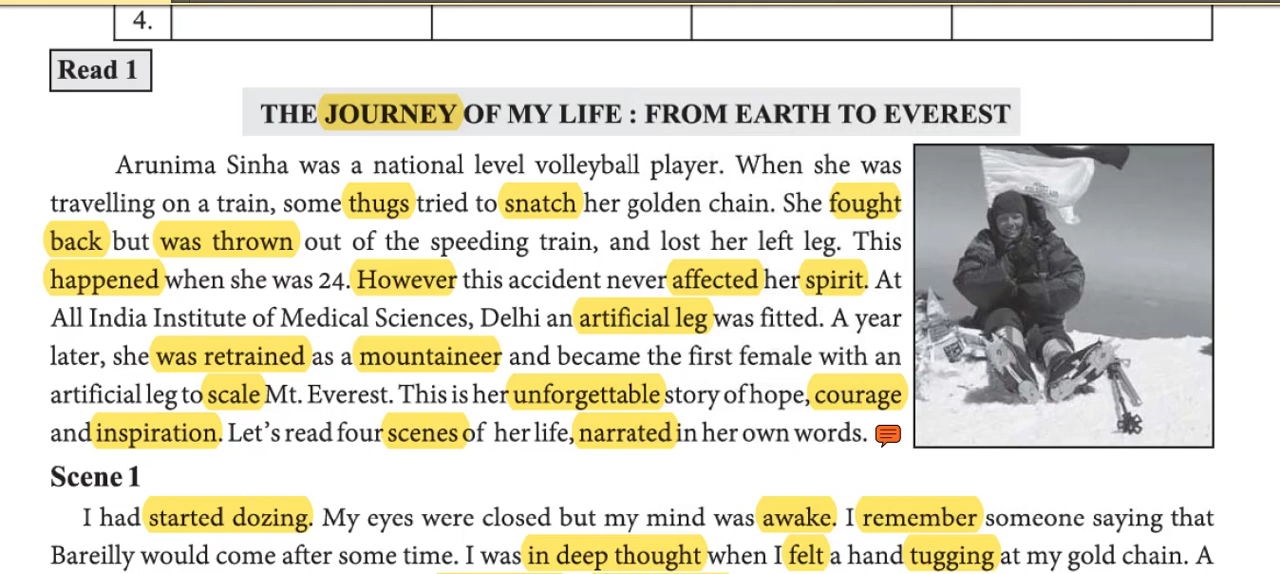 4.
Read 1
THE JOURNEY OF MY LIFE : FROM EARTH TO EVEREST
Arunima Sinha was a national level volleyball player. When she was
travelling on a train, some thugs tried to snatch her golden chain. She fought
back but was thrown out of the speeding train, and lost her left leg. This
happened when she was 24. However this accident never affected her spirit. At
All India Institute of Medical Sciences, Delhi an artificial leg was fitted. A year
later, she was retrained as a mountaineer and became the first female with an
artificial leg to scale Mt. Everest. This is her unforgettable story of hope, courage
and inspiration. Let’s read four scenes of her life, narrated in her own words.
Scene 1
I had started dozing. My eyes were closed but my mind was awake. I remember someone saying that
Bareilly would come after some time. I was in deep thought when I felt a hand tugging at my gold chain. A